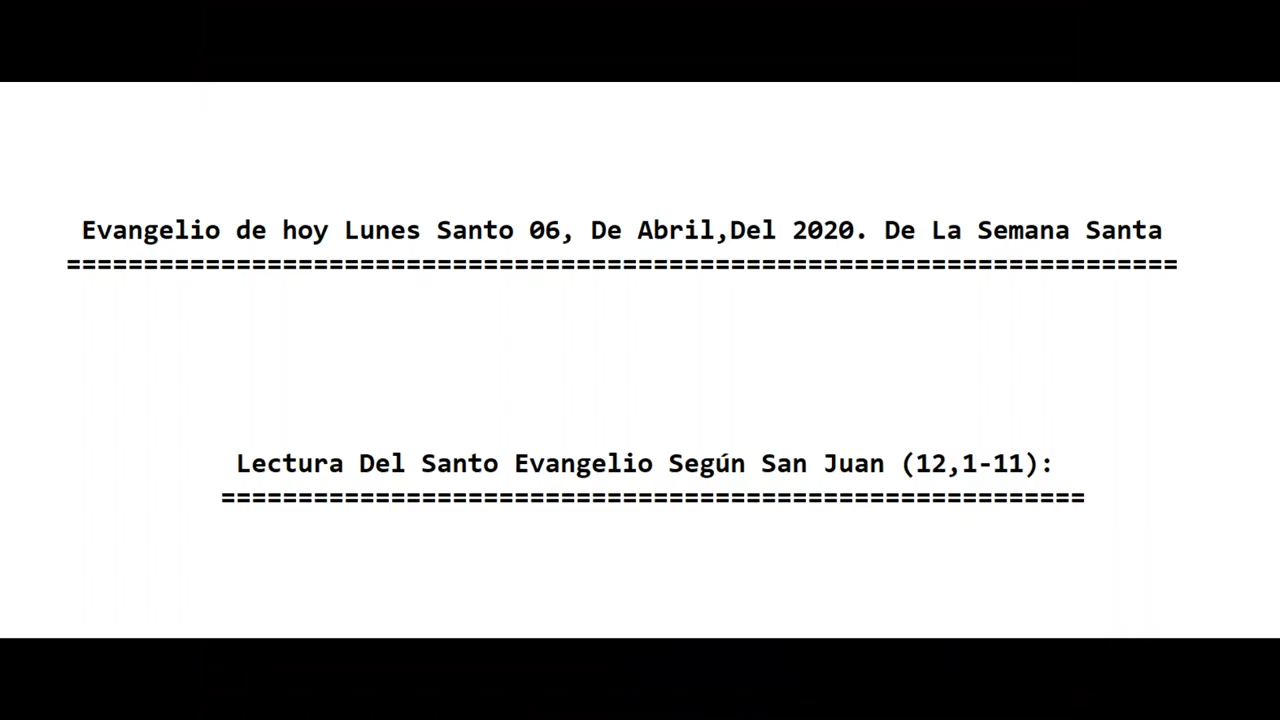 Evangelio de hoy Lunes Santo 06, De Abril,Del 2020. De La Semana Santa
========================================================================
Lectura Del Santo Evangelio Según San Juan (12,1-11):
========================================================